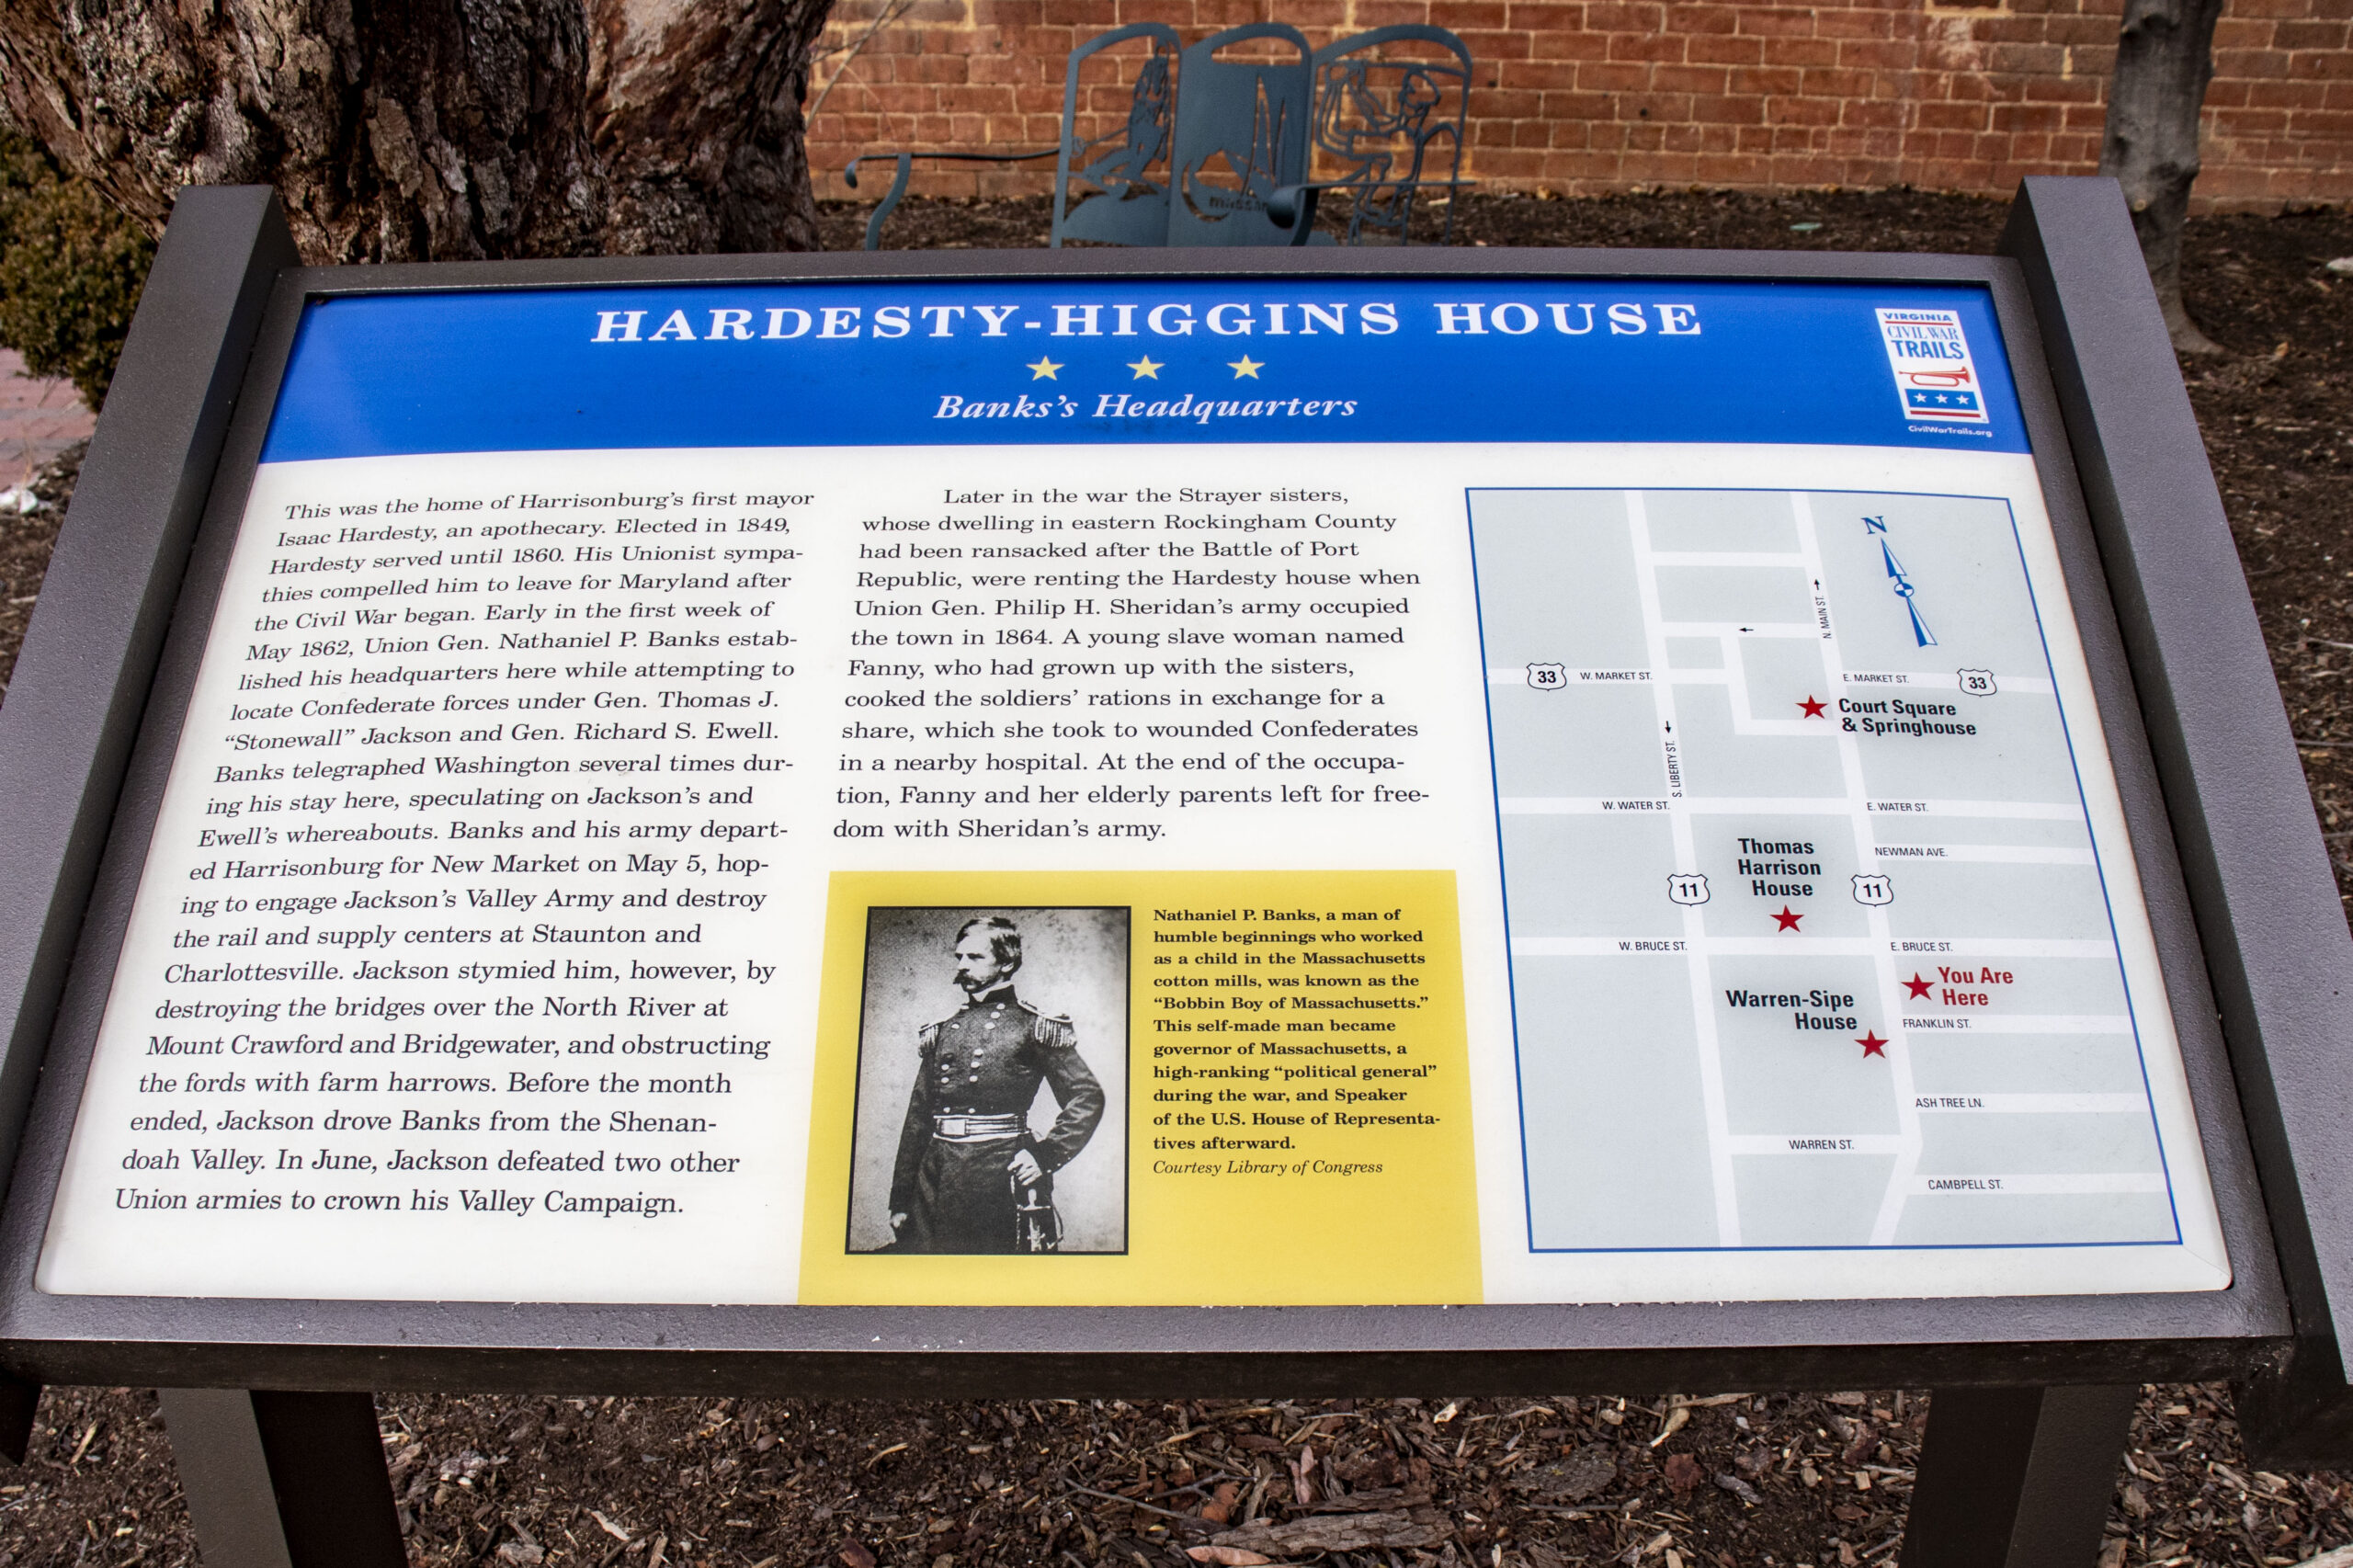 HARDESTY-HIGGINS HOUSE
Banks's Headquarters
VIRGINIA
CIVIL WAR
TRAILS
CivilWarTrails.org
This was the home of Harrisonburg's first mayor
Isaac Hardesty, an apothecary. Elected in 1849,
Hardesty served until 1860. His Unionist sympa-
thies compelled him to leave for Maryland after
the Civil War began. Early in the first week of
May 1862, Union Gen. Nathaniel P. Banks estab-
lished his headquarters here while attempting to
locate Confederate forces under Gen. Thomas J.
“Stonewall” Jackson and Gen. Richard S. Ewell.
Banks telegraphed Washington several times dur-
ing his stay here, speculating on Jackson's and
Ewell's whereabouts. Banks and his army depart-
ed Harrisonburg for New Market on May 5, hop-
ing to engage Jackson's Valley Army and destroy
the rail and supply centers at Staunton and
Charlottesville. Jackson stymied him, however, by
destroying the bridges over the North River at
Mount Crawford and Bridgewater, and obstructing
the fords with farm harrows. Before the month
ended, Jackson drove Banks from the Shenan-
doah Valley. In June, Jackson defeated two other
Union armies to crown his Valley Campaign.
Later in the war the Strayer sisters,
whose dwelling in eastern Rockingham County
had been ransacked after the Battle of Port
Republic, were renting the Hardesty house when
Union Gen. Philip H. Sheridan's army occupied
the town in 1864. A young slave woman named
Fanny, who had grown up with the sisters,
cooked the soldiers' rations in exchange for a
share, which she took to wounded Confederates
in a nearby hospital. At the end of the occupa-
tion, Fanny and her elderly parents left for free-
dom with Sheridan's army.
Nathaniel P. Banks, a man of
humble beginnings who worked
as a child in the Massachusetts
cotton mills, was known as the
“Bobbin Boy of Massachusetts.”
This self-made man became
governor of Massachusetts, a
high-ranking “political general”
during the war, and Speaker
of the U.S. House of Representa-
tives afterward.
Courtesy Library of Congress
N
N. MAIN ST.
33
W. MARKET ST.
E. MARKET ST.
33
Court Square
& Springhouse
S. LIBERTY ST.
W. WATER ST.
E. WATER ST.
Thomas
Harrison
House
NEWMAN AVE.
11
11
W. BRUCE ST.
E. BRUCE ST.
You Are
Here
Warren-Sipe
House
FRANKLIN ST.
ASH TREE LN.
WARREN ST.
CAMBPELL ST.